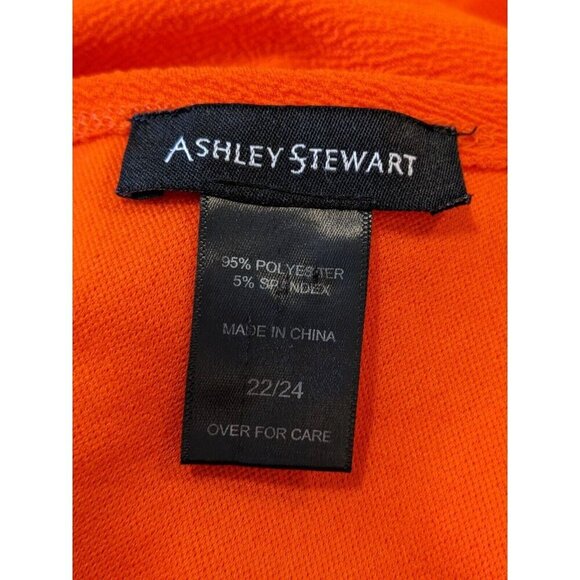 ASHLEY STEWART
95% POLYESTER
5% SPANDEX
MADE IN CHINA
22/24
OVER FOR CARE